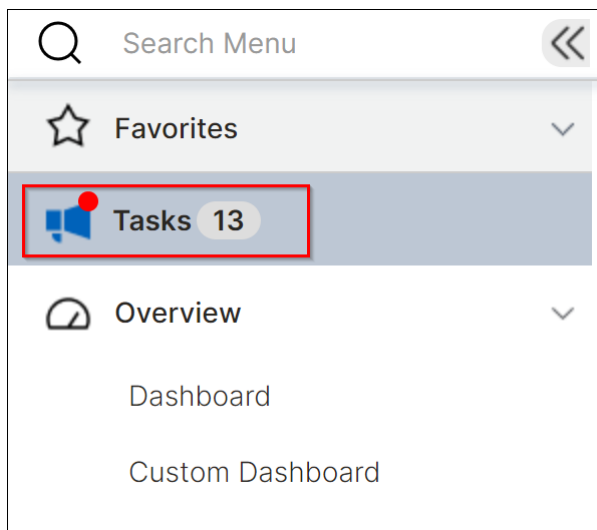 Search Menu
Favorites
Tasks 13
Overview
Dashboard
Custom Dashboard